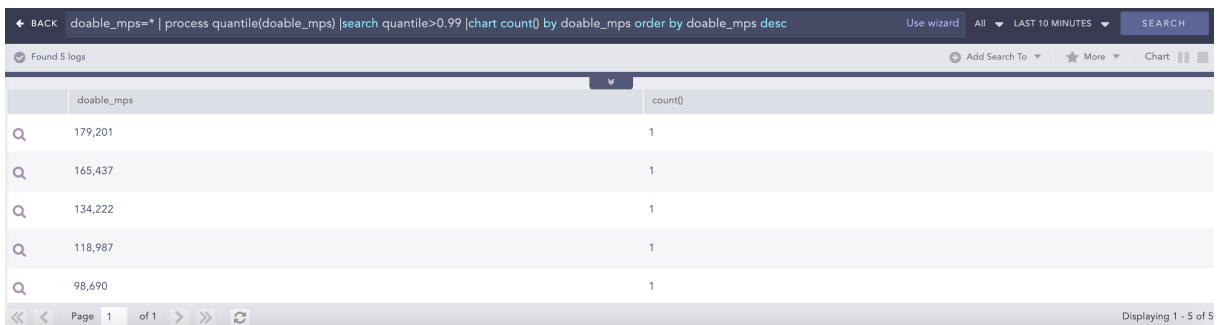 BACK doable_mps=* | process quantile(doable_mps) |search quantile>0.99 |chart count() by doable_mps order by doable_mps desc Use wizard All LAST 10 MINUTES SEARCH
Found 5 logs Add Search To More Chart
doable_mps count()
179,201 1
165,437 1
134,222 1
118,987 1
98,690 1
Page 1 of 1 Displaying 1 - 5 of 5